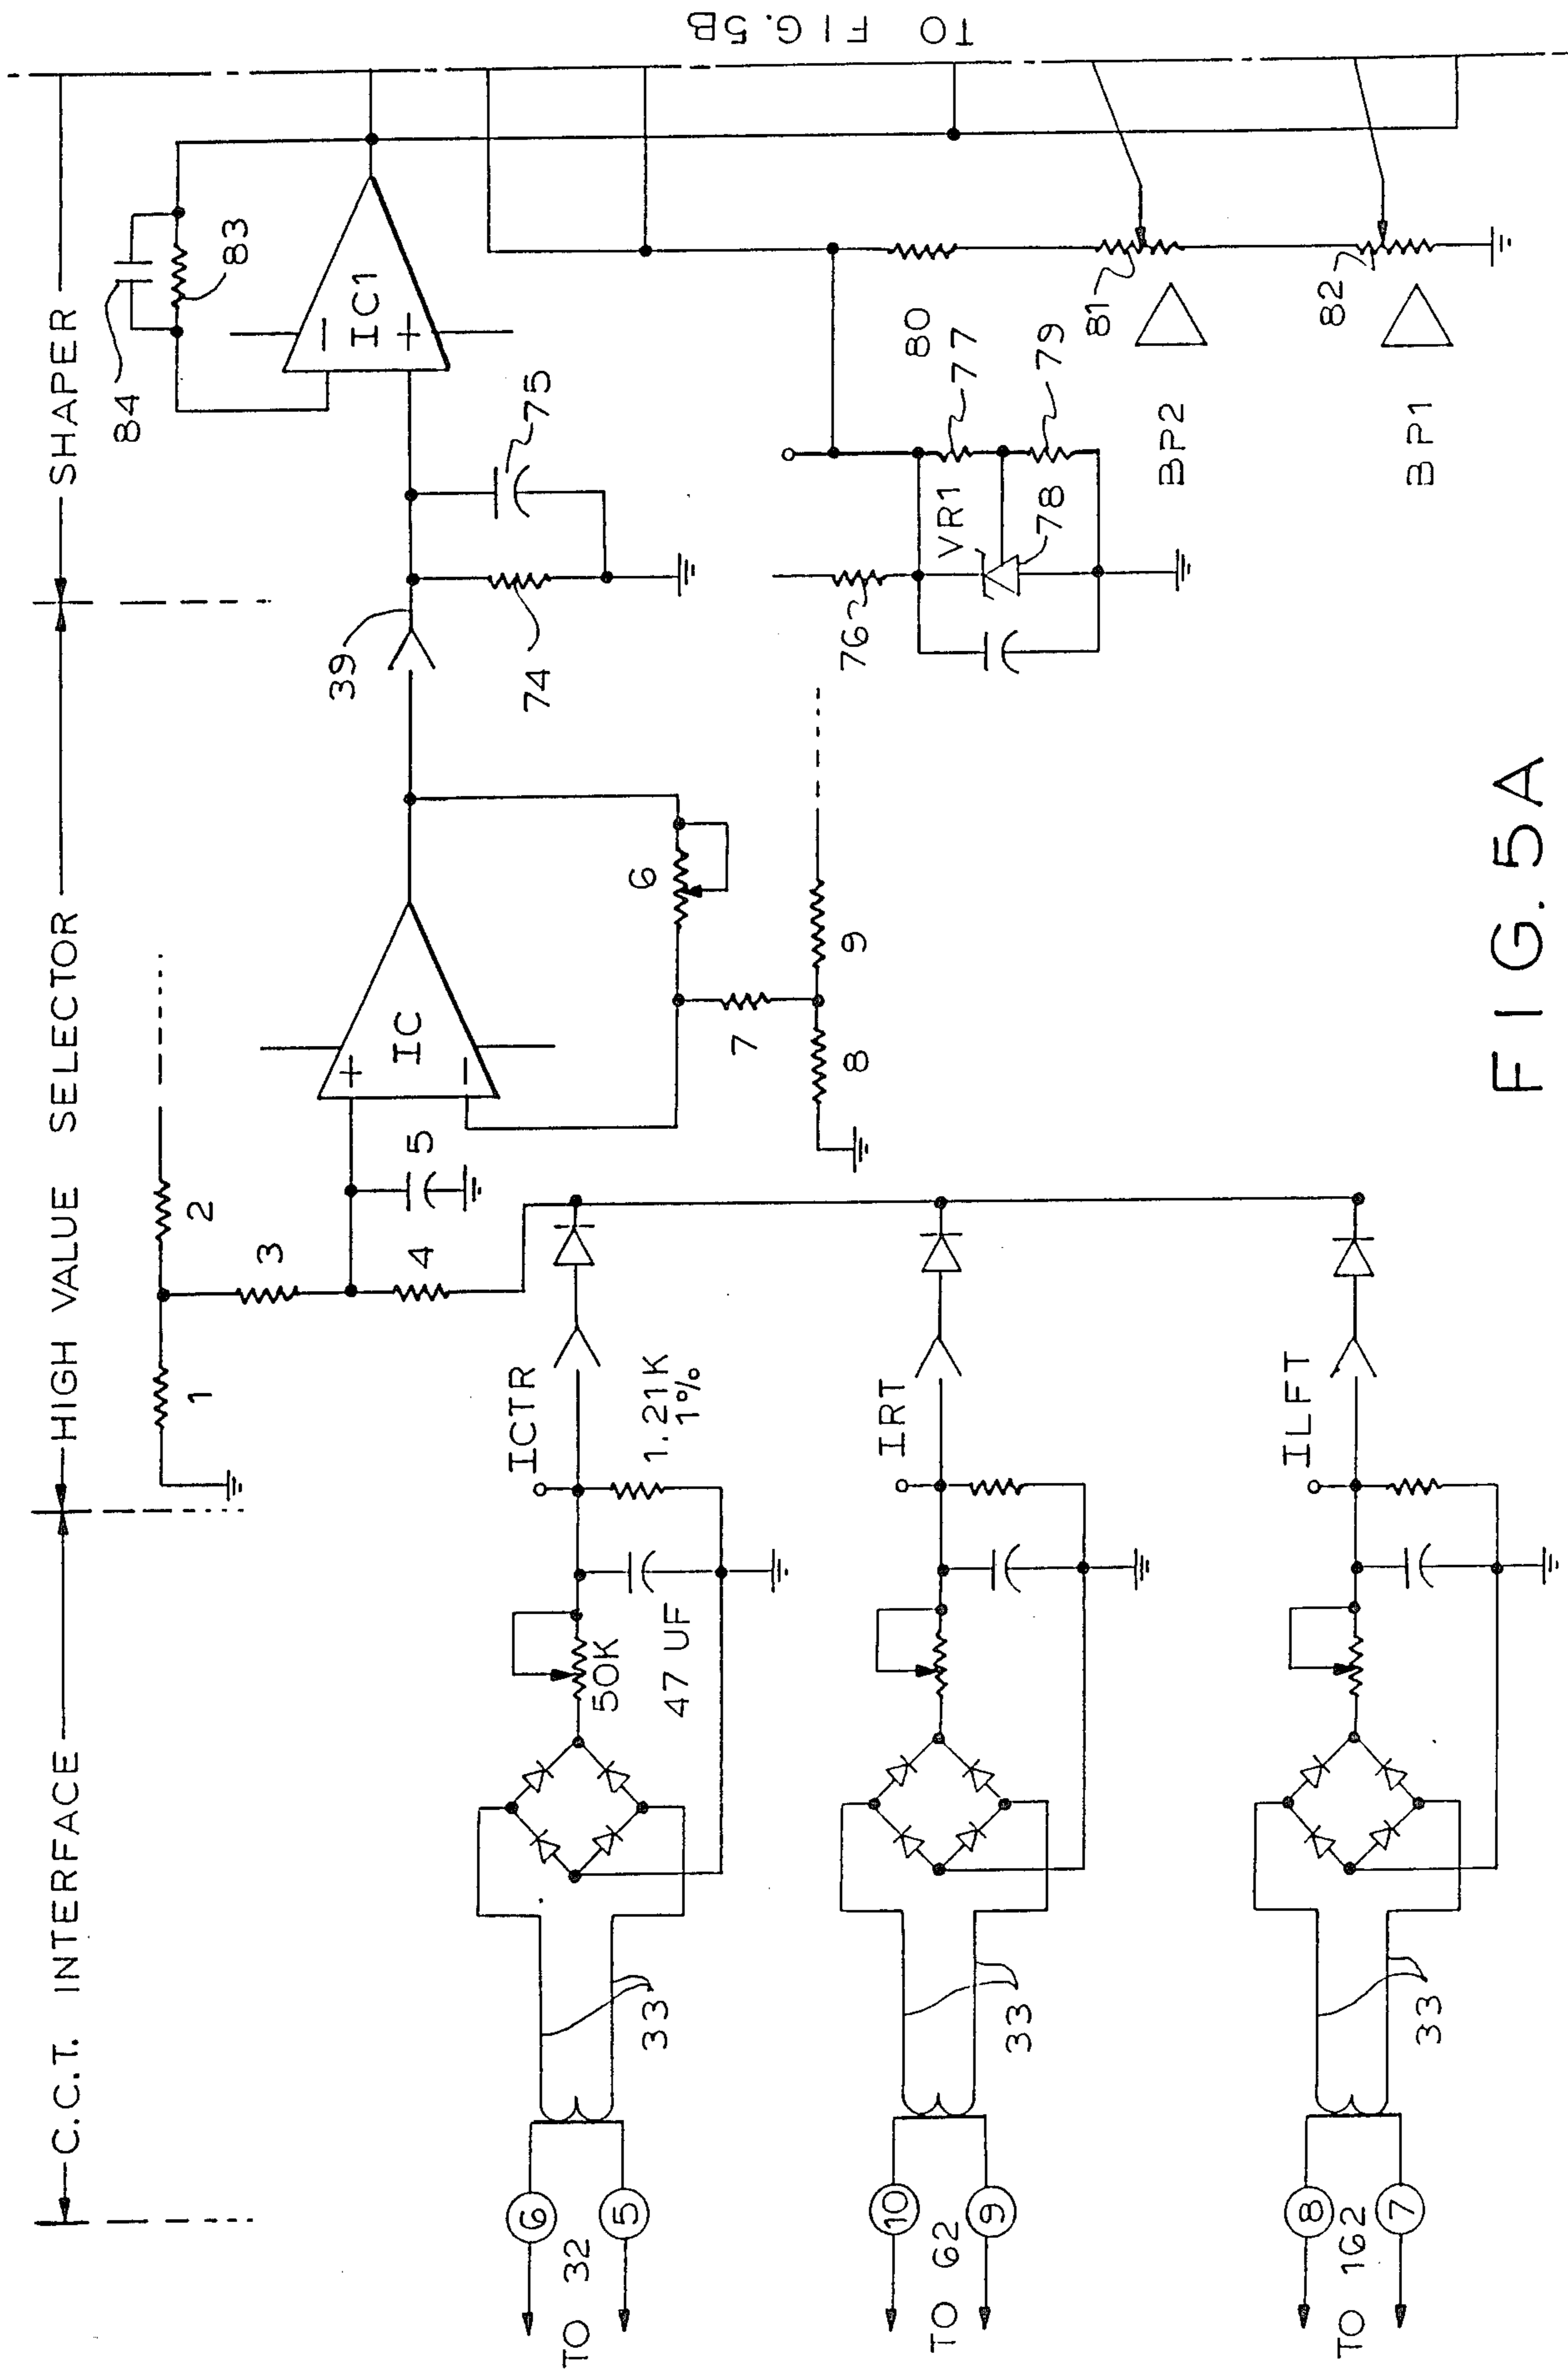 C.C.T. INTERFACE
HIGH VALUE SELECTOR
SHAPER
TO FIG. 5B
1
2
3
4
5
IC
+
−
6
7
8
9
39
74
75
84
83
IC1
−
+
76
VR1
78
77
79
80
81
82
BP2
BP1
6
5
TO 32
33
50K
47 UF
ICTR
1.21K
1%
10
9
TO 62
33
IRT
8
7
TO 162
33
ILFT
FIG. 5A